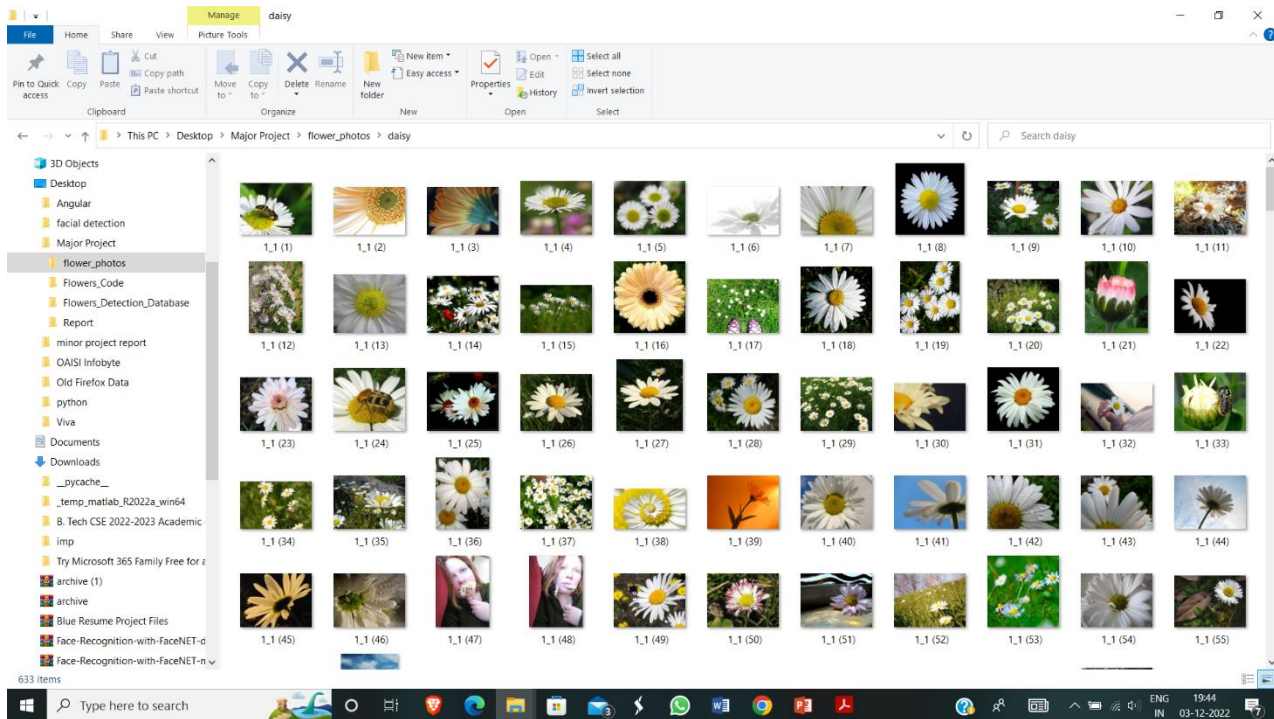 Manage daisy
File Home Share View Picture Tools
Pin to Quick access
Copy
Paste
Cut
Copy path
Paste shortcut
Clipboard
Move to
Copy to
Delete
Rename
Organize
New folder
New item
Easy access
New
Properties
Open
Edit
History
Open
Select all
Select none
Invert selection
Select
This PC > Desktop > Major Project > flower_photos > daisy
Search daisy
3D Objects
Desktop
Angular
facial detection
Major Project
flower_photos
Flowers_Code
Flowers_Detection_Database
Report
minor project report
OAISI Infobyte
Old Firefox Data
python
Viva
Documents
Downloads
__pycache__
_temp_matlab_R2022a_win64
B. Tech CSE 2022-2023 Academic
imp
Try Microsoft 365 Family Free for a
archive (1)
archive
Blue Resume Project Files
Face-Recognition-with-FaceNET-d
Face-Recognition-with-FaceNET-n
1_1 (1) 1_1 (2) 1_1 (3) 1_1 (4) 1_1 (5) 1_1 (6) 1_1 (7) 1_1 (8) 1_1 (9) 1_1 (10) 1_1 (11)
1_1 (12) 1_1 (13) 1_1 (14) 1_1 (15) 1_1 (16) 1_1 (17) 1_1 (18) 1_1 (19) 1_1 (20) 1_1 (21) 1_1 (22)
1_1 (23) 1_1 (24) 1_1 (25) 1_1 (26) 1_1 (27) 1_1 (28) 1_1 (29) 1_1 (30) 1_1 (31) 1_1 (32) 1_1 (33)
1_1 (34) 1_1 (35) 1_1 (36) 1_1 (37) 1_1 (38) 1_1 (39) 1_1 (40) 1_1 (41) 1_1 (42) 1_1 (43) 1_1 (44)
1_1 (45) 1_1 (46) 1_1 (47) 1_1 (48) 1_1 (49) 1_1 (50) 1_1 (51) 1_1 (52) 1_1 (53) 1_1 (54) 1_1 (55)
633 items
Type here to search
3
ENG
IN
19:44
03-12-2022
7